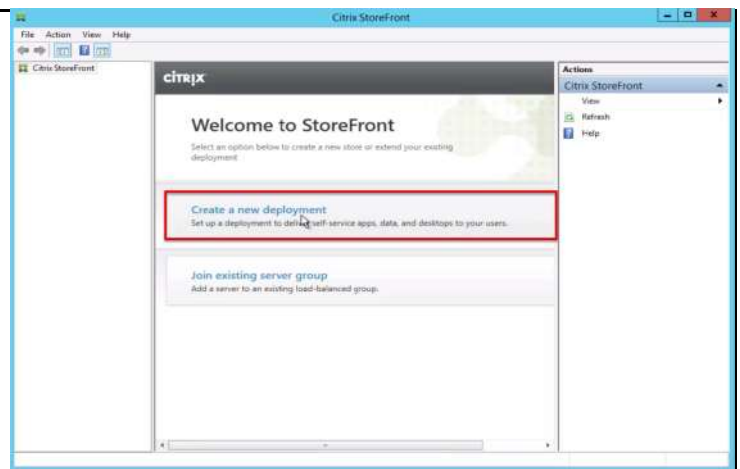 Citrix StoreFront
File Action View Help
Citrix StoreFront
CİTRIX
Welcome to StoreFront
Select an option below to create a new store or extend your existing
deployment
Create a new deployment
Set up a deployment to deliver self-service apps, data, and desktops to your users.
Join existing server group
Add a server to an existing load-balanced group.
Actions
Citrix StoreFront
View
Refresh
Help